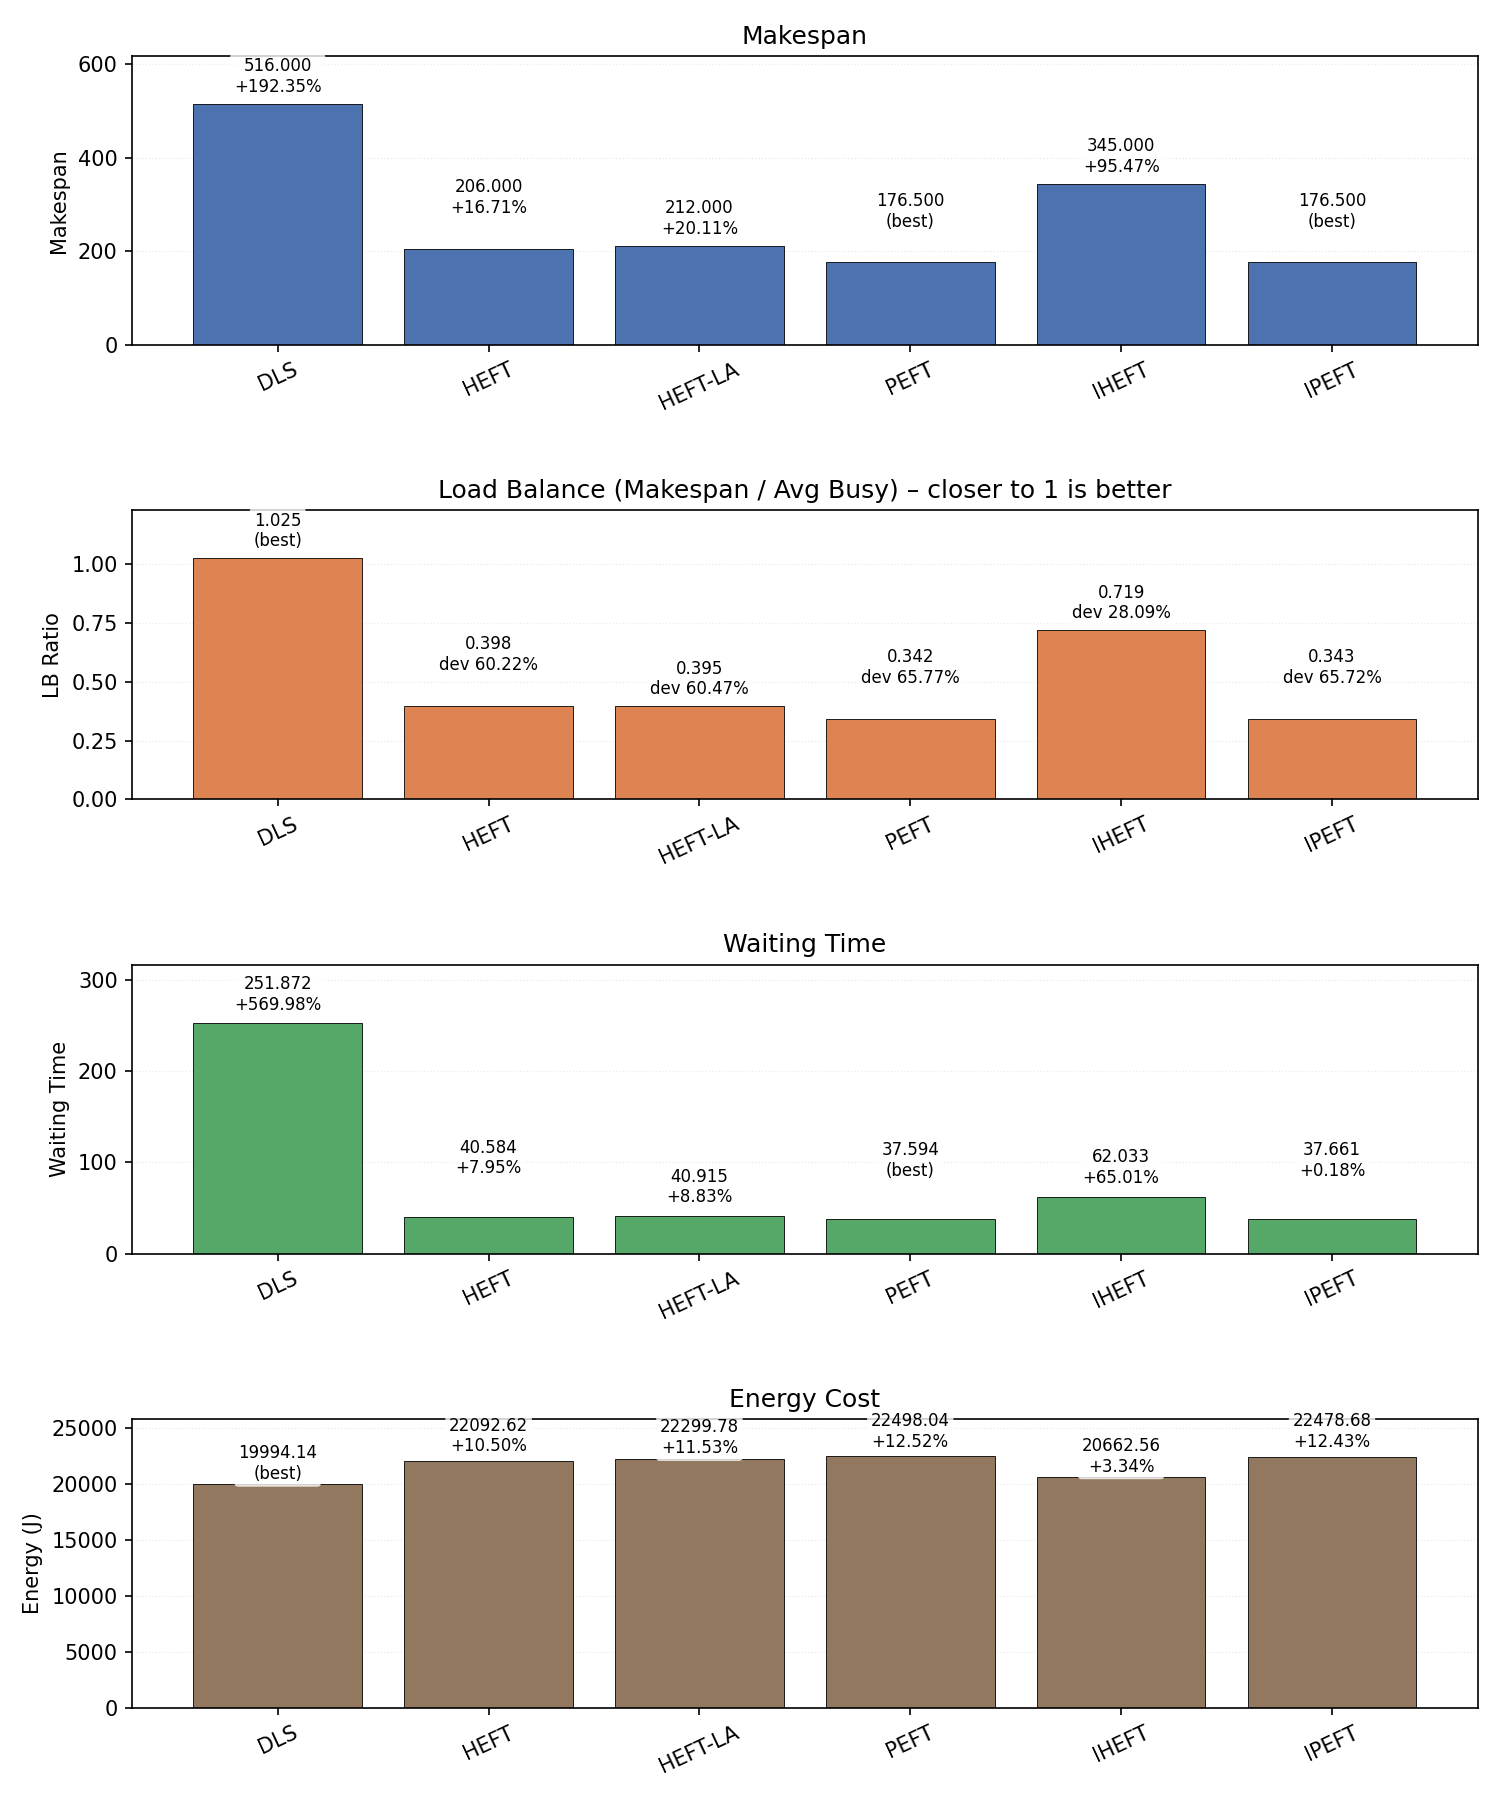 Makespan
Makespan
600
400
200
0
516.000
+192.35%
206.000
+16.71%
212.000
+20.11%
176.500
(best)
345.000
+95.47%
176.500
(best)
DLS
HEFT
HEFT-LA
PEFT
IHEFT
IPEFT
Load Balance (Makespan / Avg Busy) – closer to 1 is better
LB Ratio
1.00
0.75
0.50
0.25
0.00
1.025
(best)
0.398
dev 60.22%
0.395
dev 60.47%
0.342
dev 65.77%
0.719
dev 28.09%
0.343
dev 65.72%
DLS
HEFT
HEFT-LA
PEFT
IHEFT
IPEFT
Waiting Time
Waiting Time
300
200
100
0
251.872
+569.98%
40.584
+7.95%
40.915
+8.83%
37.594
(best)
62.033
+65.01%
37.661
+0.18%
DLS
HEFT
HEFT-LA
PEFT
IHEFT
IPEFT
Energy Cost
Energy (J)
25000
20000
15000
10000
5000
0
19994.14
(best)
22092.62
+10.50%
22299.78
+11.53%
22498.04
+12.52%
20662.56
+3.34%
22478.68
+12.43%
DLS
HEFT
HEFT-LA
PEFT
IHEFT
IPEFT